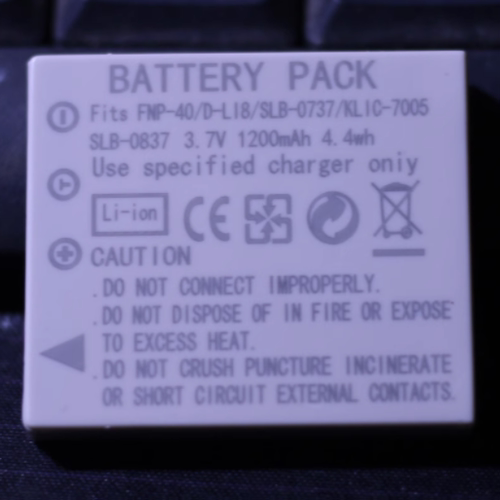 BATTERY PACK
Fits FNP-40/D-LI8/SLB-0737/KLIC-7005
SLB-0837 3.7V 1200mAh 4.4wh
Use specified charger oniy
Li-ion CE
CAUTION
.DO NOT CONNECT IMPROPERLY.
.DO NOT DISPOSE OF IN FIRE OR EXPOSE
TO EXCESS HEAT.
.DO NOT CRUSH PUNCTURE INCINERATE
OR SHORT CIRCUIT EXTERNAL CONTACTS.